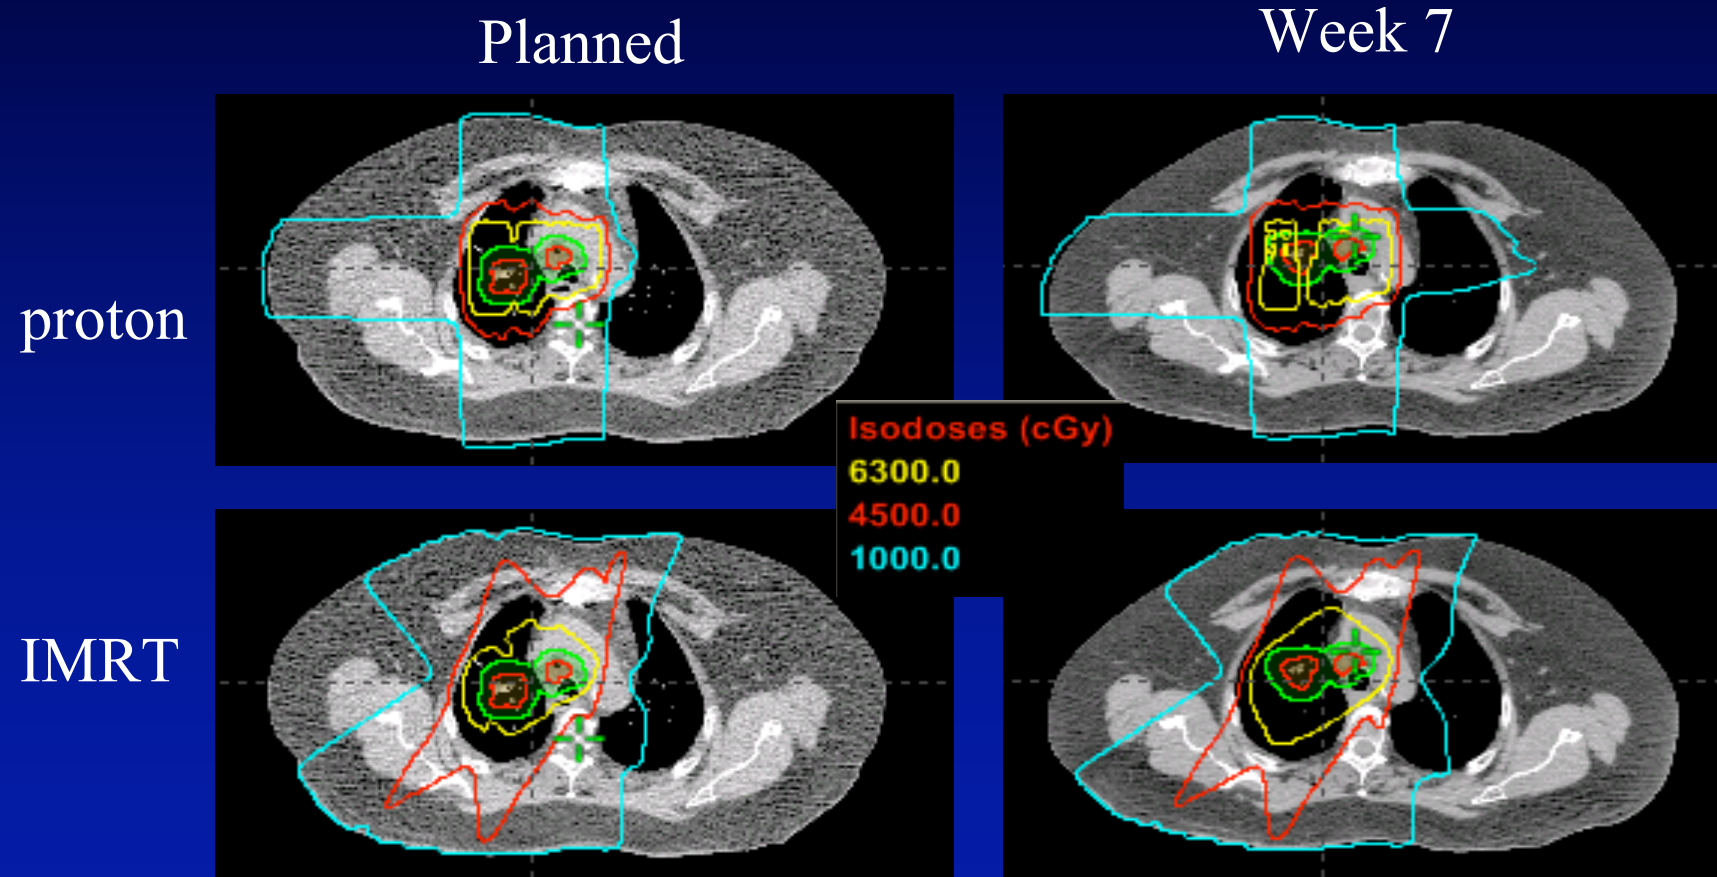 Planned
Week 7
proton
Isodoses (cGy)
6300.0
4500.0
1000.0
IMRT